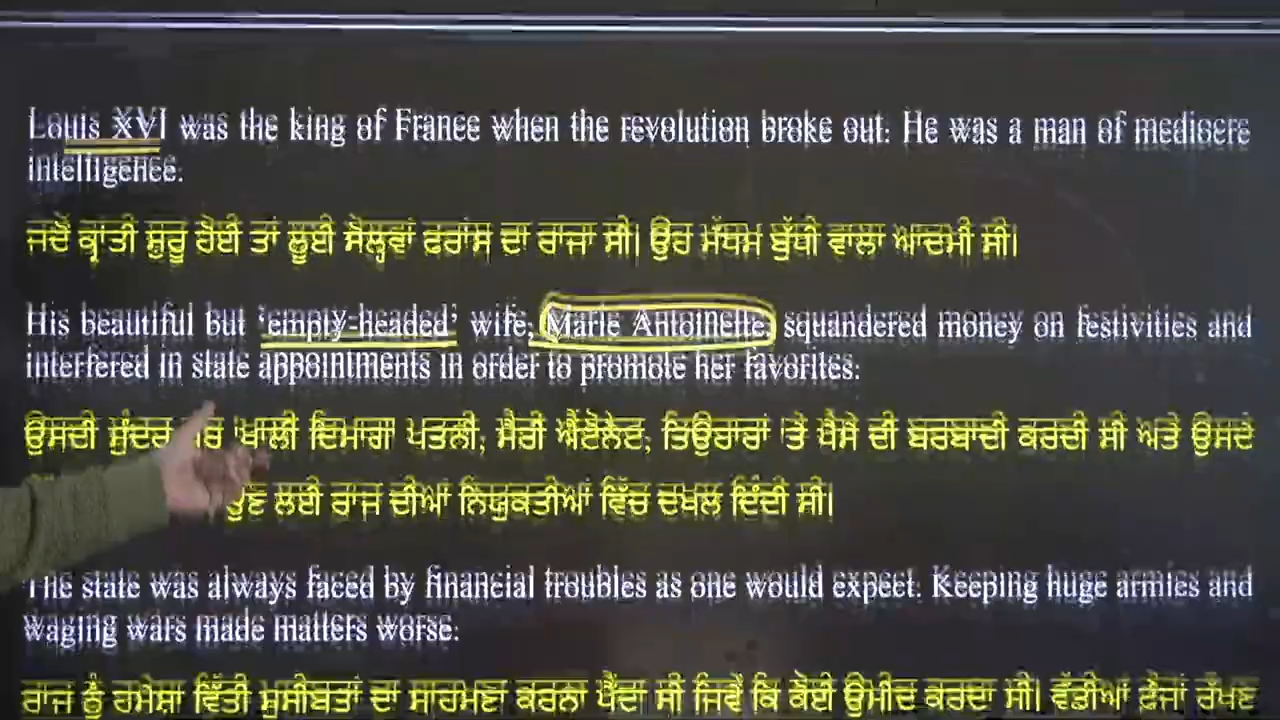 Louis XVI was the king of France when the revolution broke out. He was a man of mediocre
intelligence.
ਜਦੋਂ ਕ੍ਰਾਂਤੀ ਸ਼ੁਰੂ ਹੋਈ ਤਾਂ ਲੂਈ ਸੋਲ੍ਹਵਾਂ ਫਰਾਂਸ ਦਾ ਰਾਜਾ ਸੀ। ਉਹ ਮੱਧਮ ਬੁੱਧੀ ਵਾਲਾ ਆਦਮੀ ਸੀ।
His beautiful but ‘empty-headed’ wife, Marie Antoinette, squandered money on festivities and
interfered in state appointments in order to promote her favorites.
ਉਸਦੀ ਸੁੰਦਰ 'ਖਾਲੀ ਦਿਮਾਗ ਪਤਨੀ, ਮੈਰੀ ਐਂਟੋਨੇਟ, ਤਿਉਹਾਰਾਂ 'ਤੇ ਪੈਸੇ ਦੀ ਬਰਬਾਦੀ ਕਰਦੀ ਸੀ ਅਤੇ ਉਸਦੇ
ਲਈ ਰਾਜ ਦੀਆਂ ਨਿਯੁਕਤੀਆਂ ਵਿੱਚ ਦਖਲ ਦਿੰਦੀ ਸੀ।
The state was always faced by financial troubles as one would expect. Keeping huge armies and
waging wars made matters worse.
ਰਾਜ ਨੂੰ ਹਮੇਸ਼ਾ ਵਿੱਤੀ ਮੁਸੀਬਤਾਂ ਦਾ ਸਾਹਮਣਾ ਕਰਨਾ ਪੈਂਦਾ ਸੀ ਜਿਵੇਂ ਕਿ ਕੋਈ ਉਮੀਦ ਕਰਦਾ ਸੀ। ਵੱਡੀਆਂ ਫੌਜਾਂ ਰੱਖਣ